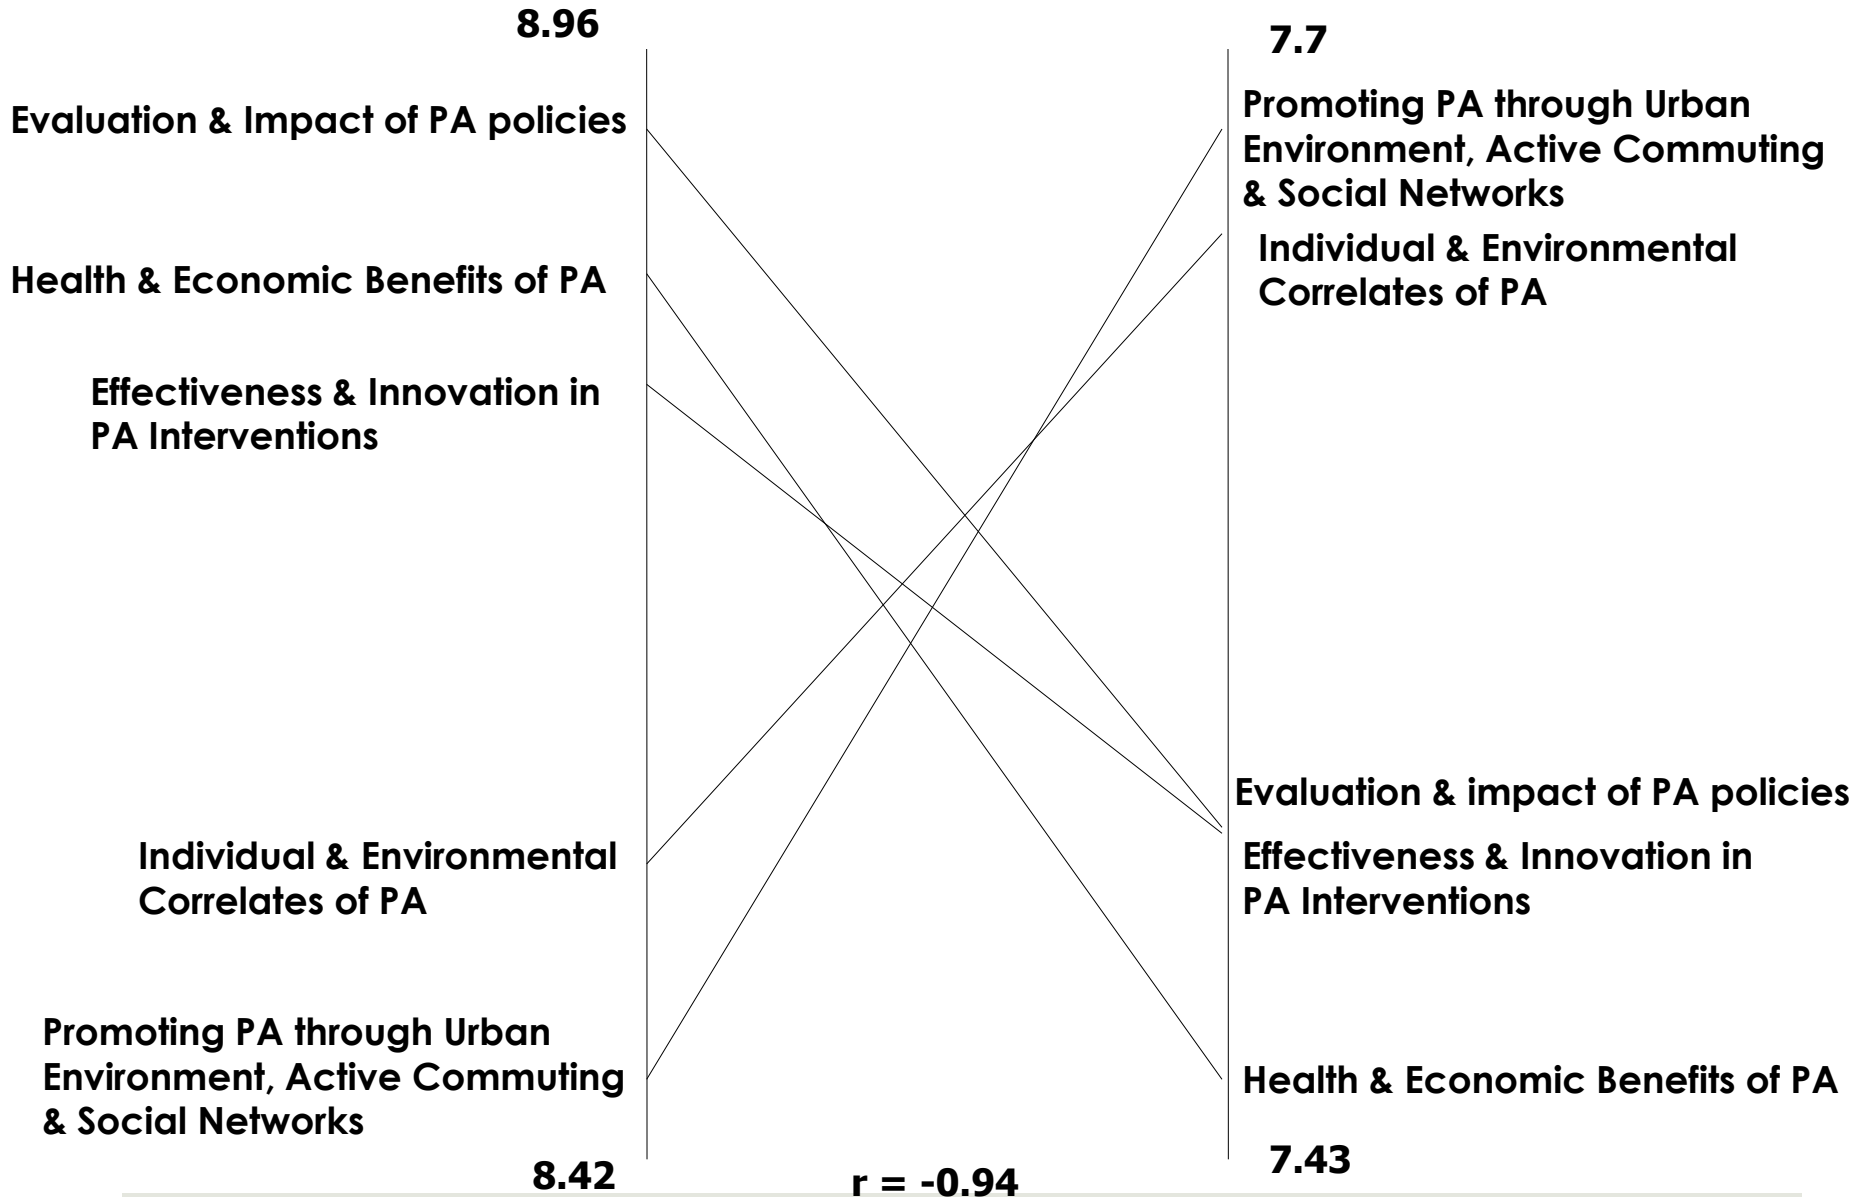 8.96
Evaluation & Impact of PA policies
Health & Economic Benefits of PA
Effectiveness & Innovation in
PA Interventions
Individual & Environmental
Correlates of PA
Promoting PA through Urban
Environment, Active Commuting
& Social Networks
8.42
r = -0.94
7.7
Promoting PA through Urban
Environment, Active Commuting
& Social Networks
Individual & Environmental
Correlates of PA
Evaluation & impact of PA policies
Effectiveness & Innovation in
PA Interventions
Health & Economic Benefits of PA
7.43